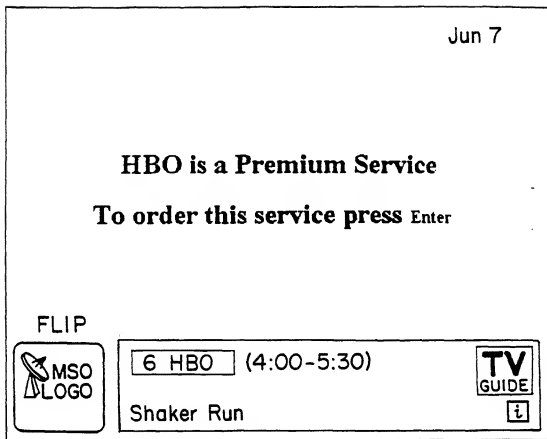 Jun 7
HBO is a Premium Service
To order this service press Enter
FLIP
MSO
LOGO
6 HBO (4:00-5:30)
Shaker Run
TV
GUIDE
i